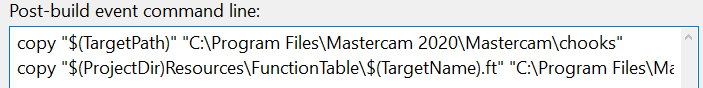 Post-build event command line:
copy "$(TargetPath)" "C:\Program Files\Mastercam 2020\Mastercam\chooks"
copy "$(ProjectDir)Resources\FunctionTable\$(TargetName).ft" "C:\Program Files\Ma